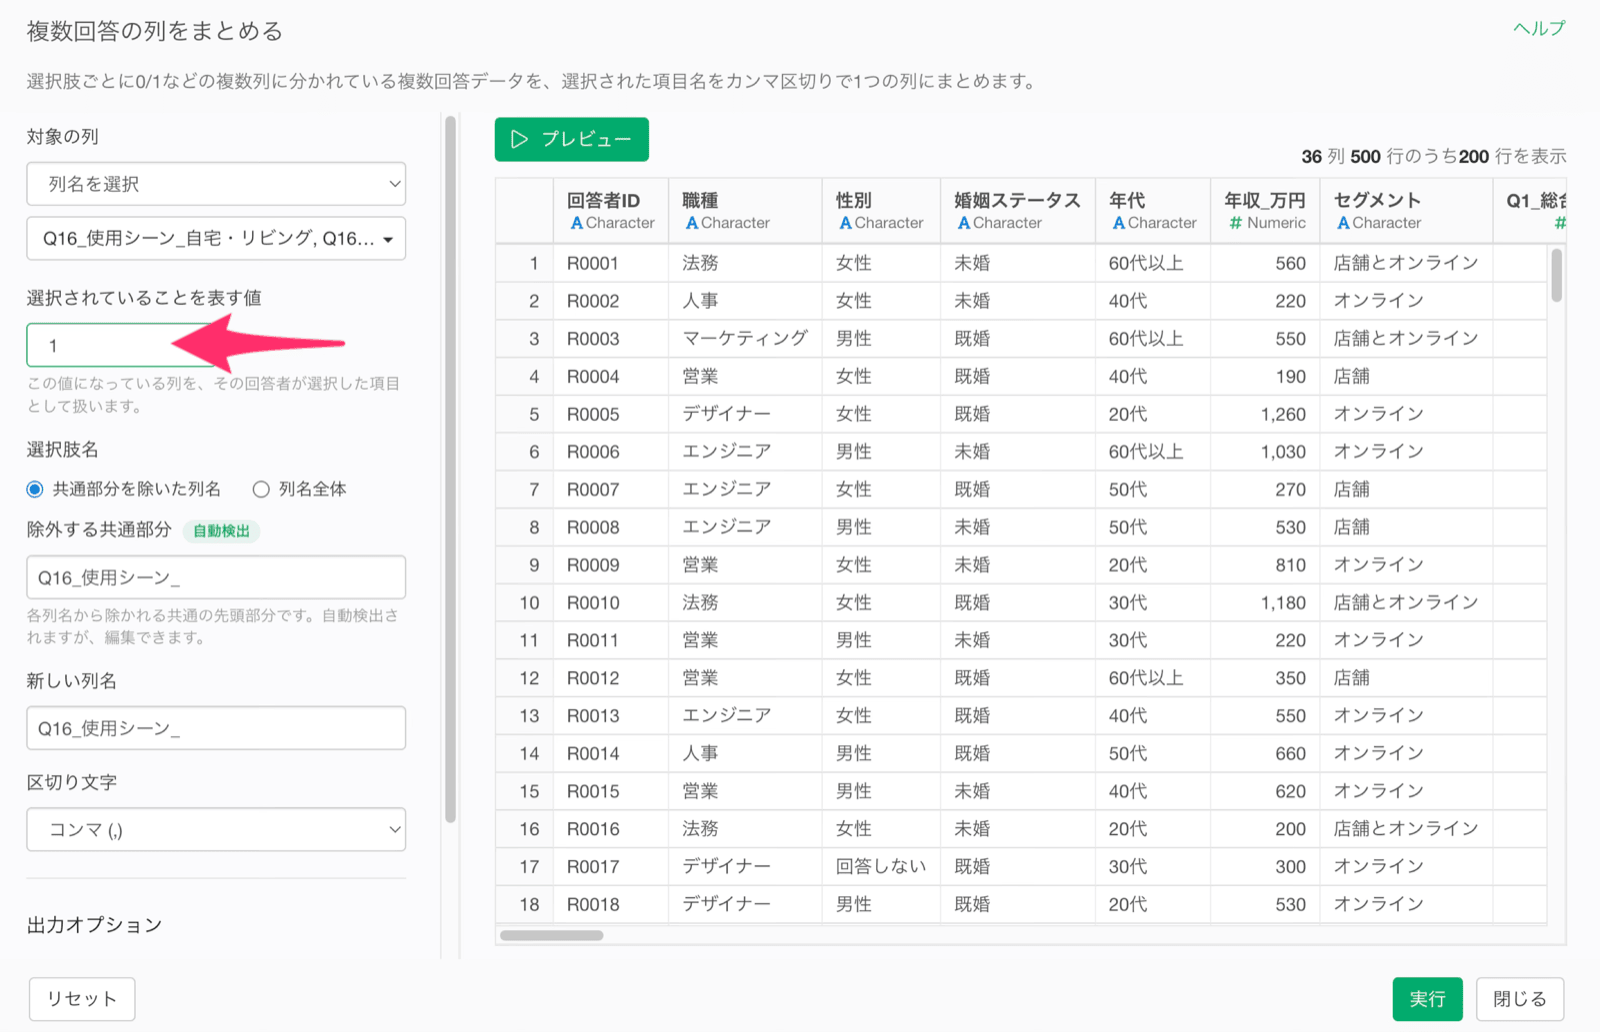 複数回答の列をまとめる
ヘルプ
選択肢ごとに0/1などの複数列に分かれている複数回答データを、選択された項目名をカンマ区切りで1つの列にまとめます。
対象の列
列名を選択
Q16_使用シーン_自宅・リビング, Q16...
選択されていることを表す値
1
この値になっている列を、その回答者が選択した項目
として扱います。
選択肢名
共通部分を除いた列名 列名全体
除外する共通部分 自動検出
Q16_使用シーン_
各列名から除かれる共通の先頭部分です。自動検出さ
れますが、編集できます。
新しい列名
Q16_使用シーン_
区切り文字
コンマ (,)
出力オプション
プレビュー
36 列 500 行のうち200 行を表示
回答者ID 職種 性別 婚姻ステータス 年代 年収_万円 セグメント Q1_総合
A Character A Character A Character A Character A Character # Numeric A Character #
1 R0001 法務 女性 未婚 60代以上 560 店舗とオンライン
2 R0002 人事 女性 未婚 40代 220 オンライン
3 R0003 マーケティング 男性 既婚 60代以上 550 店舗とオンライン
4 R0004 営業 女性 既婚 40代 190 店舗
5 R0005 デザイナー 女性 既婚 20代 1,260 オンライン
6 R0006 エンジニア 男性 未婚 60代以上 1,030 オンライン
7 R0007 エンジニア 女性 既婚 50代 270 店舗
8 R0008 エンジニア 男性 未婚 50代 530 店舗
9 R0009 営業 女性 未婚 20代 810 オンライン
10 R0010 法務 女性 既婚 30代 1,180 店舗とオンライン
11 R0011 営業 男性 未婚 30代 220 オンライン
12 R0012 営業 女性 既婚 60代以上 350 店舗
13 R0013 エンジニア 女性 既婚 40代 550 オンライン
14 R0014 人事 男性 既婚 50代 660 オンライン
15 R0015 営業 男性 未婚 40代 620 オンライン
16 R0016 法務 女性 未婚 20代 200 店舗とオンライン
17 R0017 デザイナー 回答しない 既婚 30代 300 オンライン
18 R0018 デザイナー 男性 既婚 20代 530 オンライン
リセット
実行
閉じる